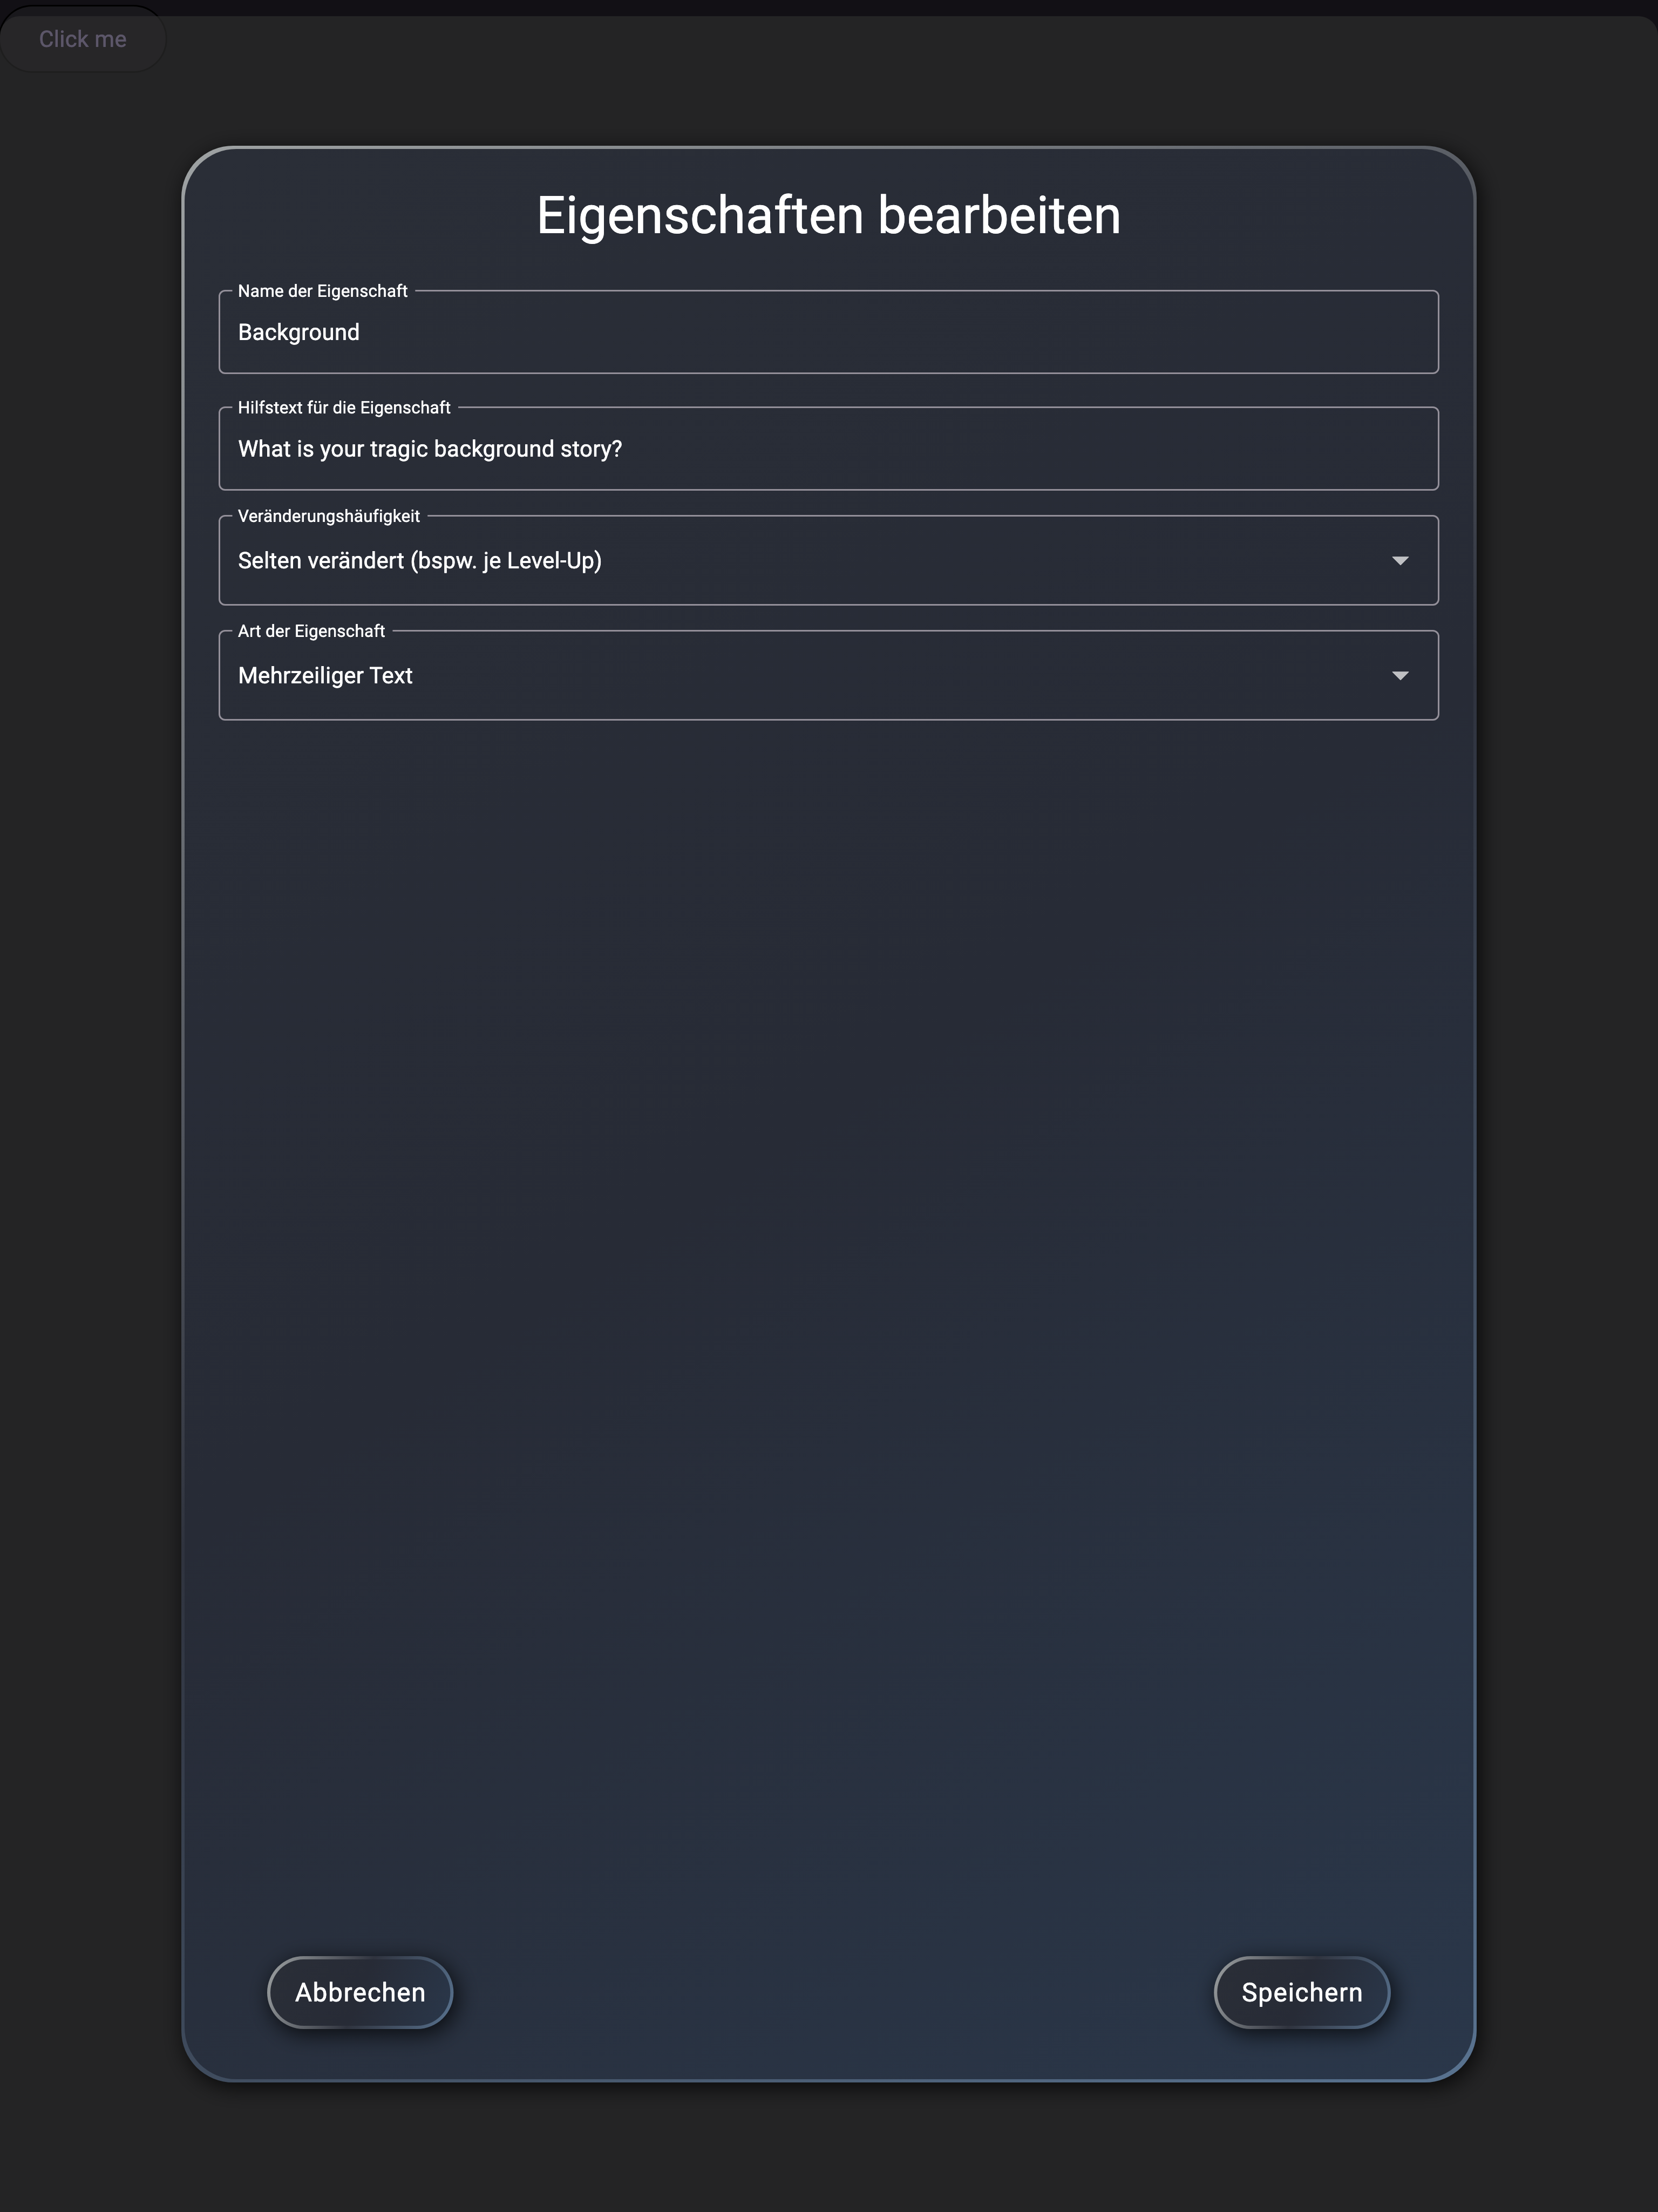 Click me
Eigenschaften bearbeiten
Name der Eigenschaft
Background
Hilfstext für die Eigenschaft
What is your tragic background story?
Veränderungshäufigkeit
Selten verändert (bspw. je Level-Up)
Art der Eigenschaft
Mehrzeiliger Text
Abbrechen
Speichern